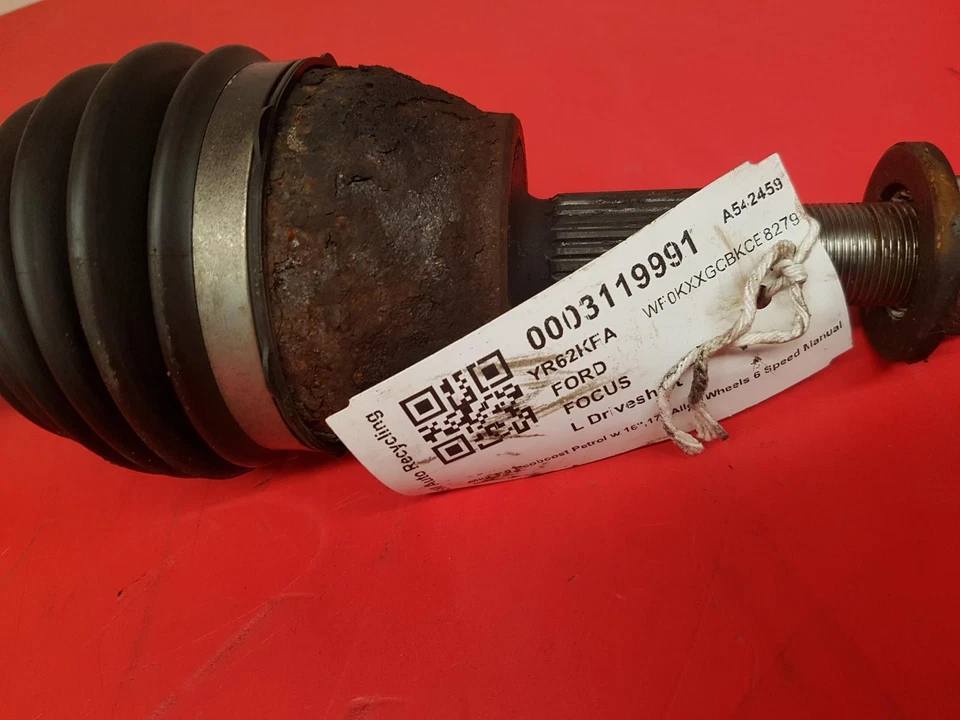 A542459
0003119991
WF0KXXGCBKCE8279
YR62KFA
FORD
FOCUS
L Driveshaft
Ecoboost Petrol w 16",17" Alloy Wheels 6 Speed Manual
Auto Recycling